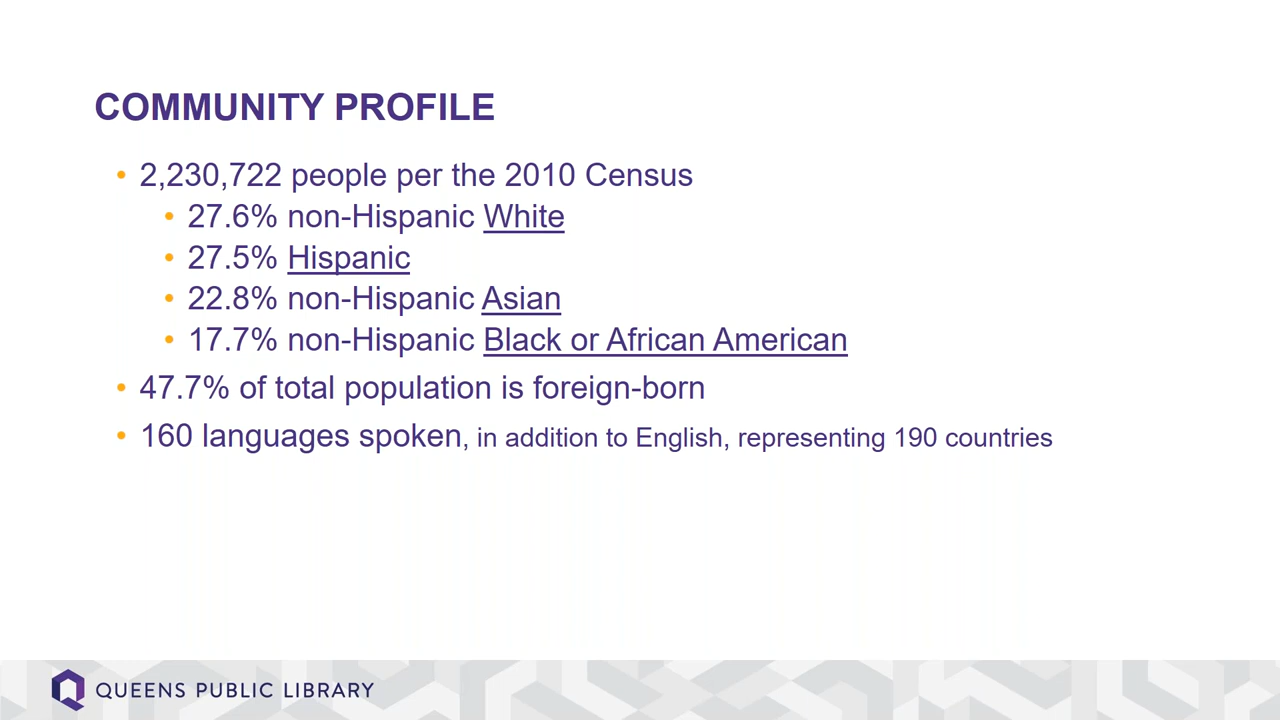 COMMUNITY PROFILE
• 2,230,722 people per the 2010 Census
• 27.6% non-Hispanic White
• 27.5% Hispanic
• 22.8% non-Hispanic Asian
• 17.7% non-Hispanic Black or African American
• 47.7% of total population is foreign-born
• 160 languages spoken, in addition to English, representing 190 countries
QUEENS PUBLIC LIBRARY